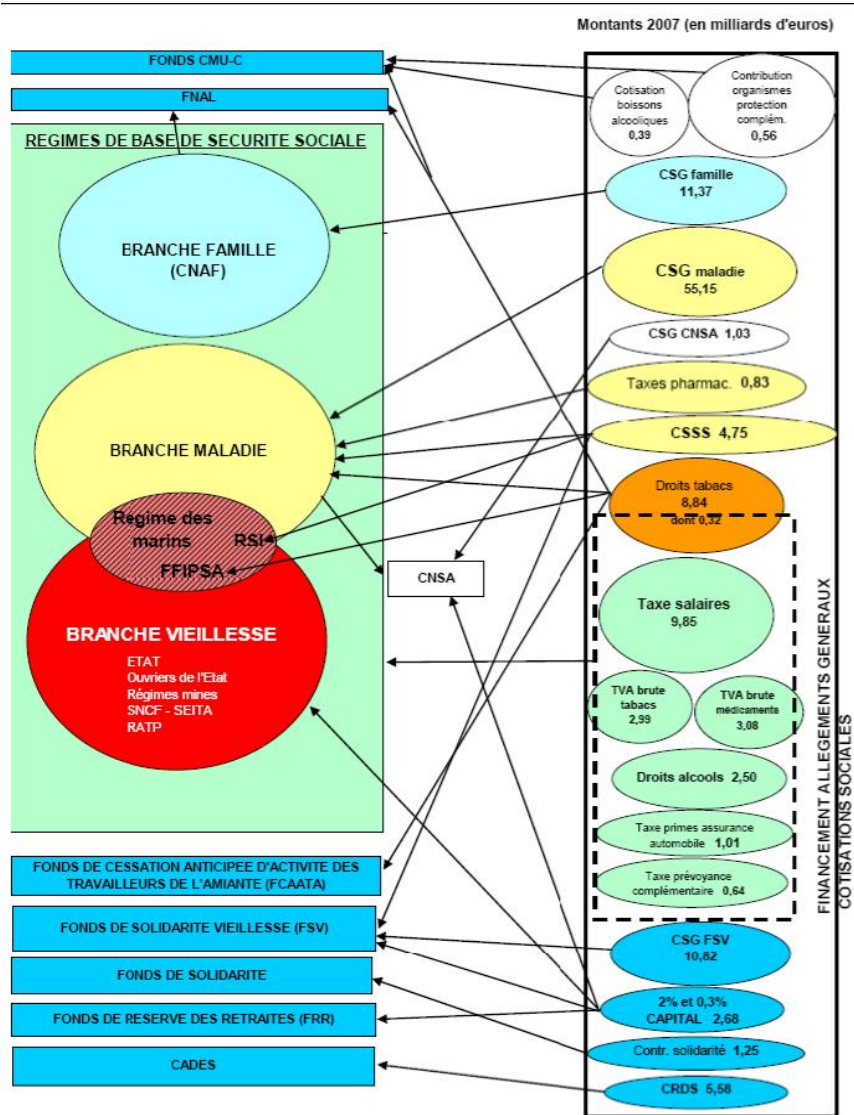 Montants 2007 (en milliards d'euros)
FONDS CMU-C
FNAL
REGIMES DE BASE DE SECURITE SOCIALE
BRANCHE FAMILLE
(CNAF)
BRANCHE MALADIE
Regime des
marins
RSI
FFIPSA
BRANCHE VIEILLESSE
ETAT
Ouvriers de l'Etat
Régimes mines
SNCF - SEITA
RATP
CNSA
FONDS DE CESSATION ANTICIPEE D'ACTIVITE DES
TRAVAILLEURS DE L'AMIANTE (FCAATA)
FONDS DE SOLIDARITE VIEILLESSE (FSV)
FONDS DE SOLIDARITE
FONDS DE RESERVE DES RETRAITES (FRR)
CADES
Cotisation
boissons
alcooliques
0,39
Contribution
organismes
protection
complém.
0,56
CSG famille
11,37
CSG maladie
55,15
CSG CNSA 1,03
Taxes pharmac. 0,83
CSSS 4,75
Droits tabacs
8,84
dont 0,32
Taxe salaires
9,85
TVA brute
tabacs
2,99
TVA brute
médicaments
3,08
Droits alcools 2,50
Taxe primes assurance
automobile 1,01
Taxe prévoyance
complémentaire 0,64
CSG FSV
10,82
2% et 0,3%
CAPITAL 2,68
Contr. solidarité 1,25
CRDS 5,58
FINANCEMENT ALLEGEMENTS GENERAUX
COTISATIONS SOCIALES